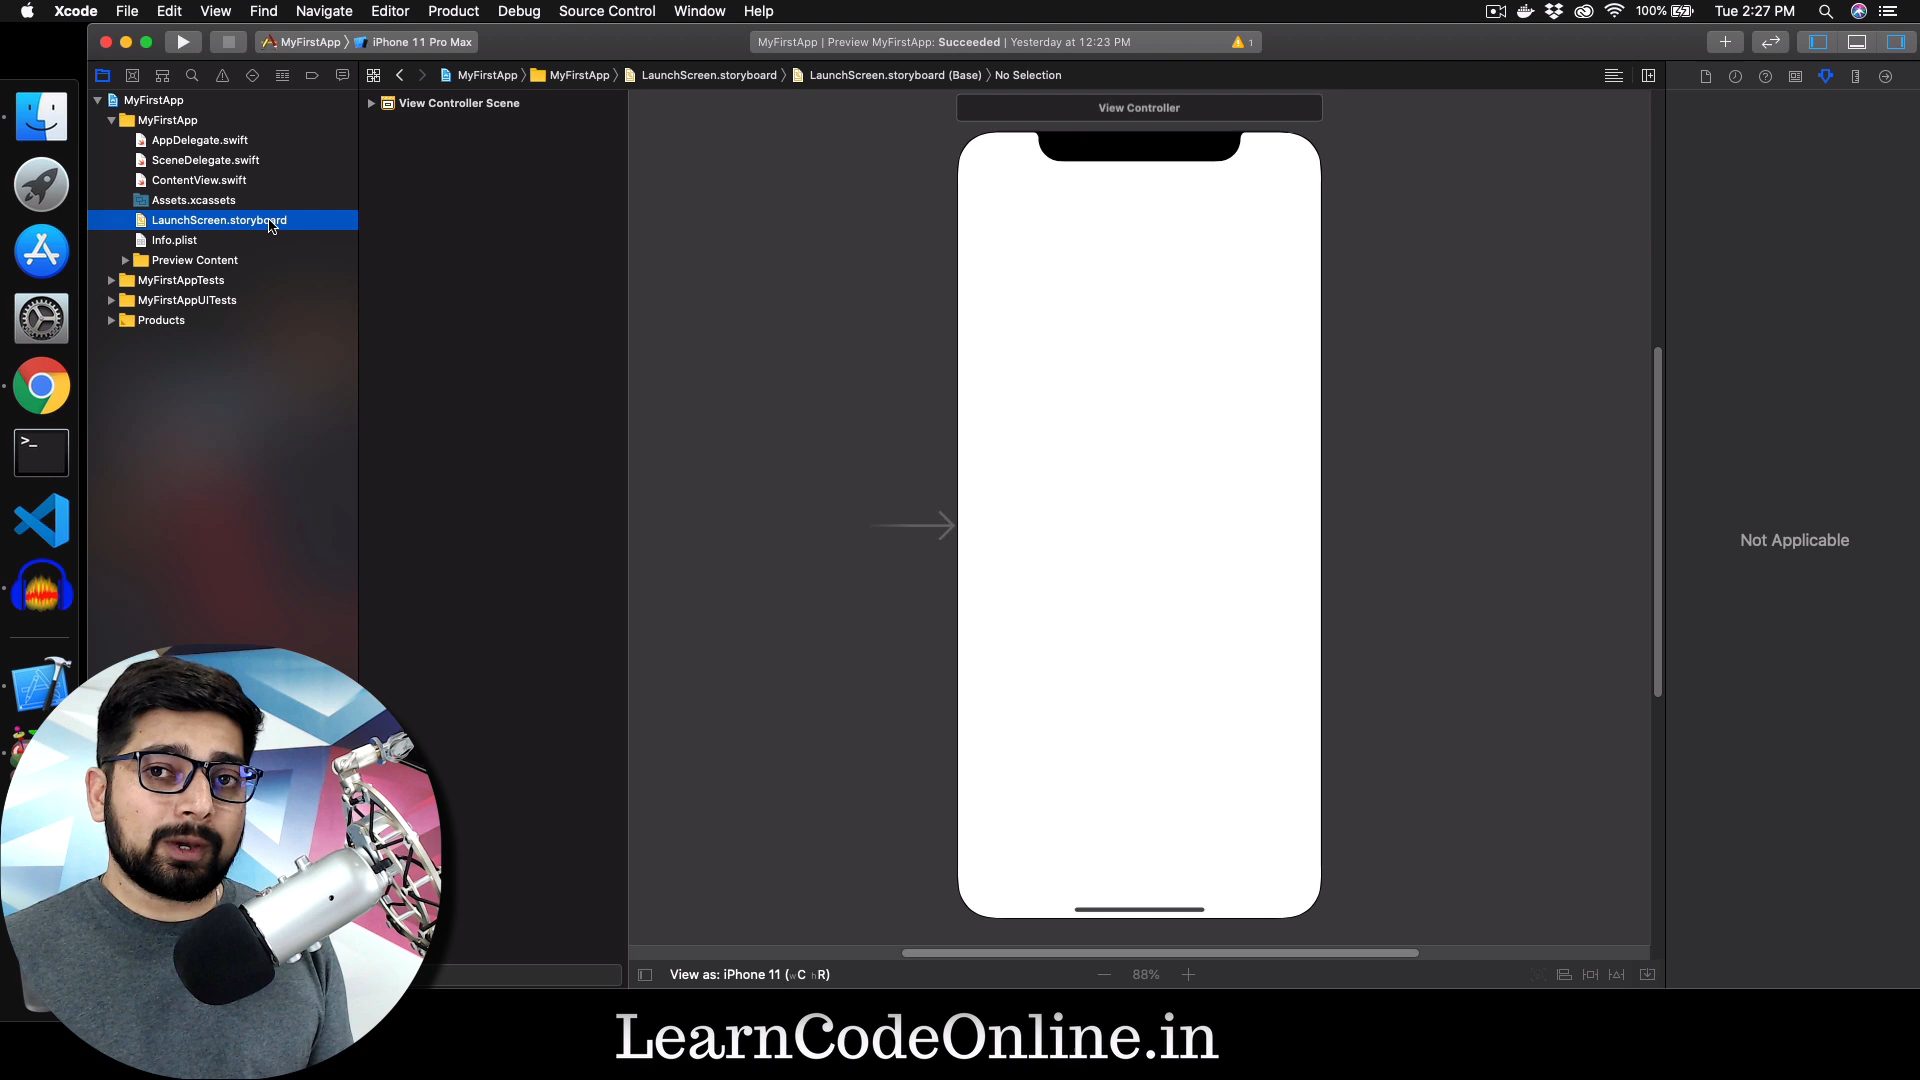 Xcode File Edit View Find Navigate Editor Product Debug Source Control Window Help 100% Tue 2:27 PM
MyFirstApp iPhone 11 Pro Max MyFirstApp | Preview MyFirstApp: Succeeded | Yesterday at 12:23 PM 1
MyFirstApp MyFirstApp LaunchScreen.storyboard LaunchScreen.storyboard (Base) No Selection
MyFirstApp
MyFirstApp
AppDelegate.swift
SceneDelegate.swift
ContentView.swift
Assets.xcassets
LaunchScreen.storyboard
Info.plist
Preview Content
MyFirstAppTests
MyFirstAppUITests
Products
View Controller Scene
View Controller
Not Applicable
View as: iPhone 11 (wC hR) 88%
LearnCodeOnline.in